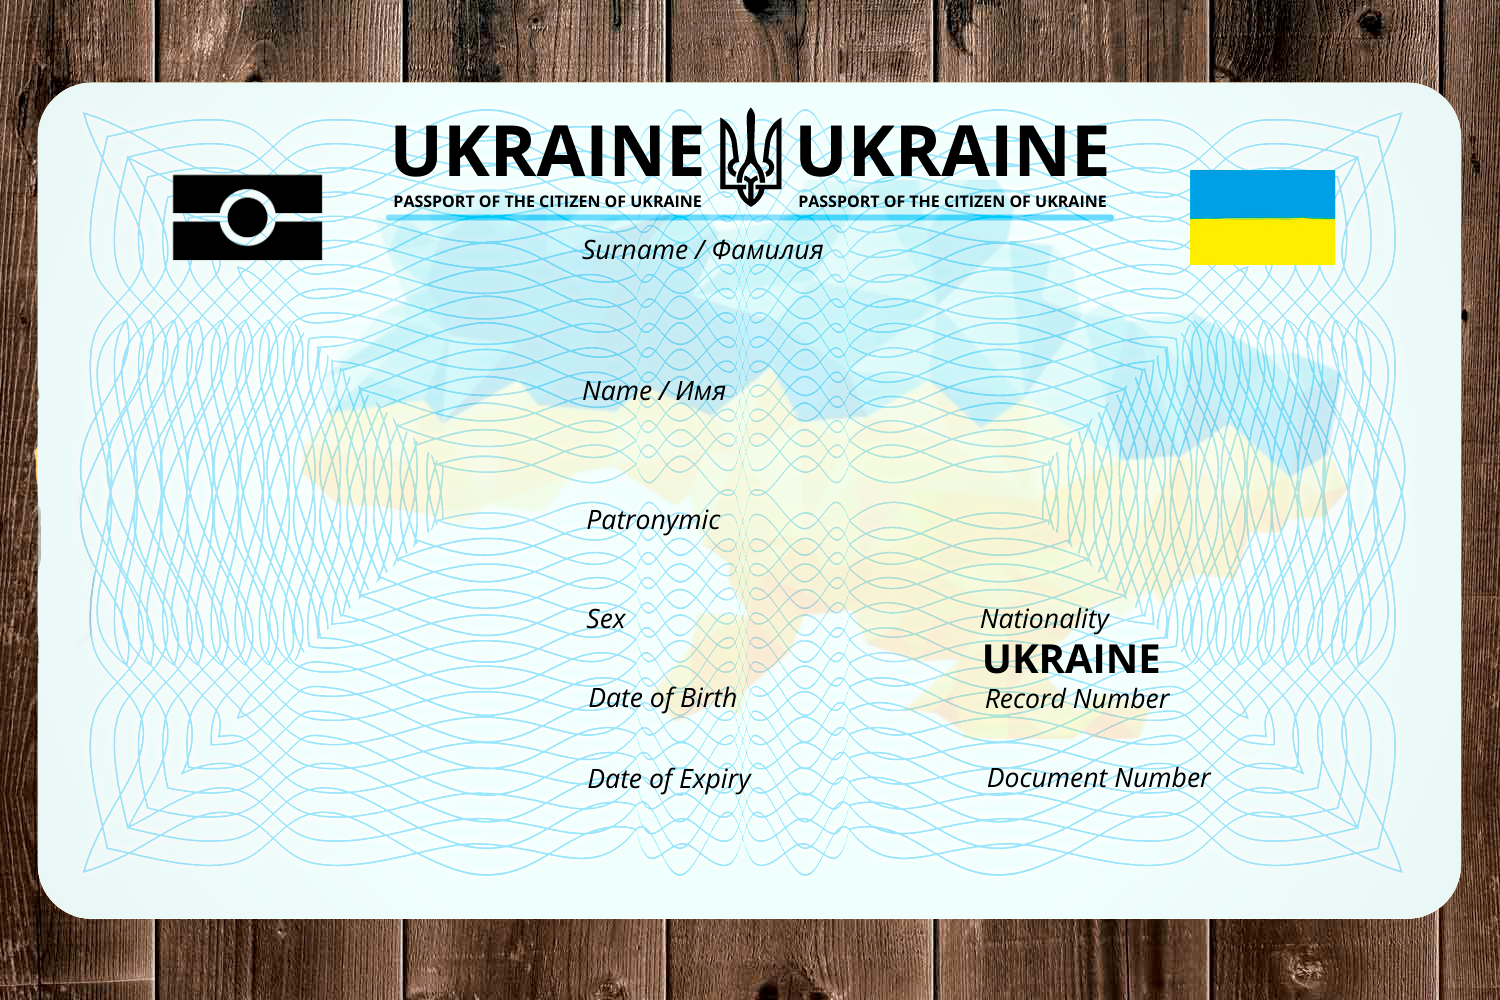 UKRAINE UKRAINE
PASSPORT OF THE CITIZEN OF UKRAINE PASSPORT OF THE CITIZEN OF UKRAINE
Surname / Фамилия
Name / Имя
Patronymic
Sex Nationality
UKRAINE
Date of Birth Record Number
Date of Expiry Document Number